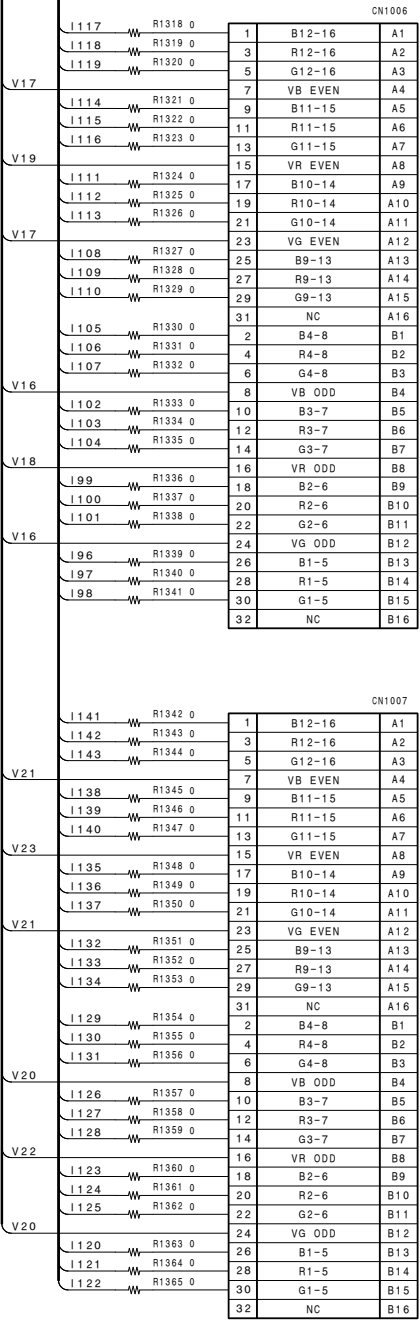 CN1006
I117 R1318 0 1 B12-16 A1
I118 R1319 0 3 R12-16 A2
I119 R1320 0 5 G12-16 A3
V17 7 VB EVEN A4
I114 R1321 0 9 B11-15 A5
I115 R1322 0 11 R11-15 A6
I116 R1323 0 13 G11-15 A7
V19 15 VR EVEN A8
I111 R1324 0 17 B10-14 A9
I112 R1325 0 19 R10-14 A10
I113 R1326 0 21 G10-14 A11
V17 23 VG EVEN A12
I108 R1327 0 25 B9-13 A13
I109 R1328 0 27 R9-13 A14
I110 R1329 0 29 G9-13 A15
31 NC A16
I105 R1330 0 2 B4-8 B1
I106 R1331 0 4 R4-8 B2
I107 R1332 0 6 G4-8 B3
V16 8 VB ODD B4
I102 R1333 0 10 B3-7 B5
I103 R1334 0 12 R3-7 B6
I104 R1335 0 14 G3-7 B7
V18 16 VR ODD B8
I99 R1336 0 18 B2-6 B9
I100 R1337 0 20 R2-6 B10
I101 R1338 0 22 G2-6 B11
V16 24 VG ODD B12
I96 R1339 0 26 B1-5 B13
I97 R1340 0 28 R1-5 B14
I98 R1341 0 30 G1-5 B15
32 NC B16
CN1007
I141 R1342 0 1 B12-16 A1
I142 R1343 0 3 R12-16 A2
I143 R1344 0 5 G12-16 A3
V21 7 VB EVEN A4
I138 R1345 0 9 B11-15 A5
I139 R1346 0 11 R11-15 A6
I140 R1347 0 13 G11-15 A7
V23 15 VR EVEN A8
I135 R1348 0 17 B10-14 A9
I136 R1349 0 19 R10-14 A10
I137 R1350 0 21 G10-14 A11
V21 23 VG EVEN A12
I132 R1351 0 25 B9-13 A13
I133 R1352 0 27 R9-13 A14
I134 R1353 0 29 G9-13 A15
31 NC A16
I129 R1354 0 2 B4-8 B1
I130 R1355 0 4 R4-8 B2
I131 R1356 0 6 G4-8 B3
V20 8 VB ODD B4
I126 R1357 0 10 B3-7 B5
I127 R1358 0 12 R3-7 B6
I128 R1359 0 14 G3-7 B7
V22 16 VR ODD B8
I123 R1360 0 18 B2-6 B9
I124 R1361 0 20 R2-6 B10
I125 R1362 0 22 G2-6 B11
V20 24 VG ODD B12
I120 R1363 0 26 B1-5 B13
I121 R1364 0 28 R1-5 B14
I122 R1365 0 30 G1-5 B15
32 NC B16